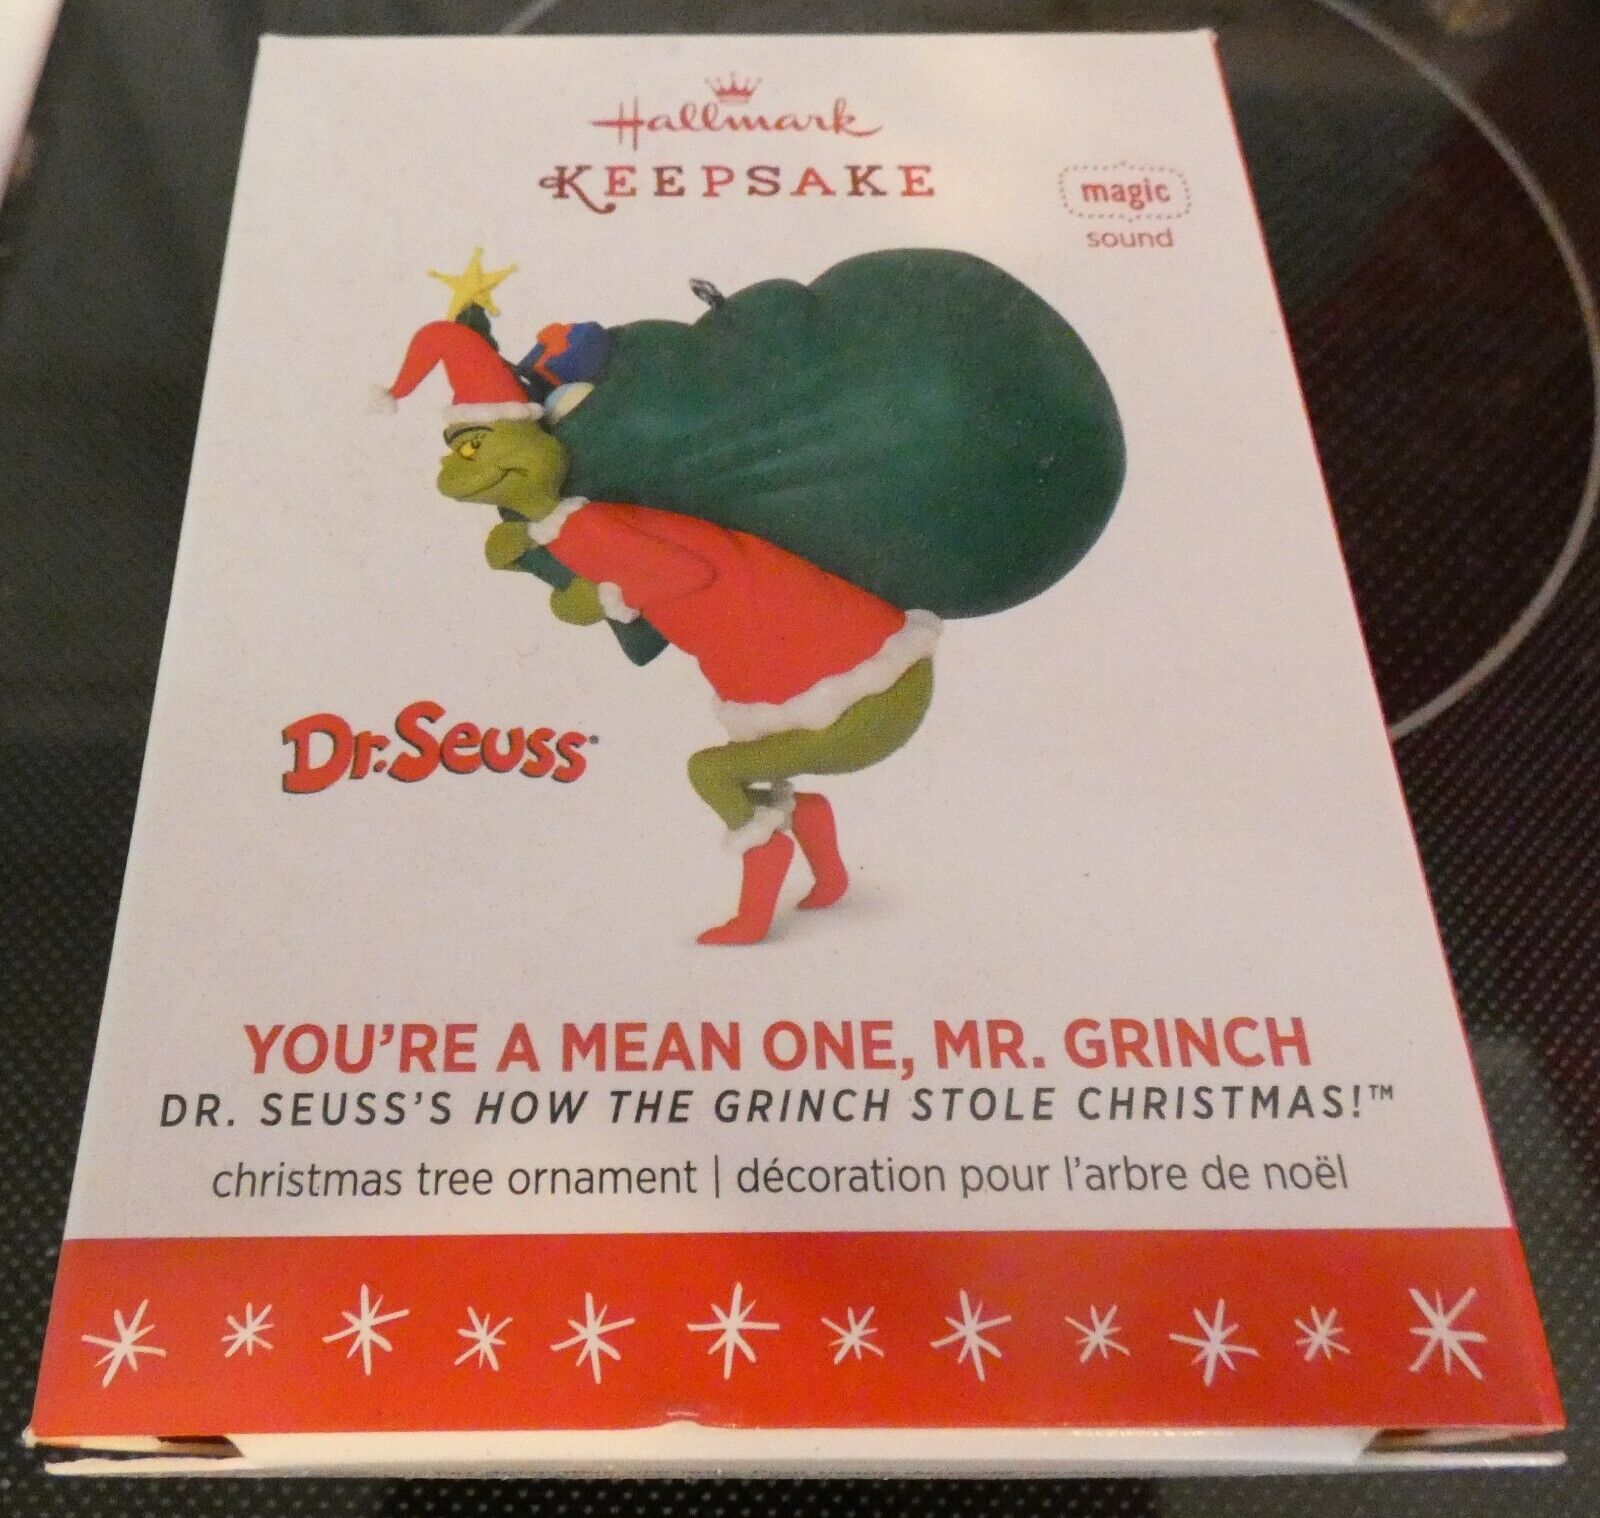 Hallmark
KEEPSAKE
magic
sound
Dr. Seuss
YOU'RE A MEAN ONE, MR. GRINCH
DR. SEUSS'S HOW THE GRINCH STOLE CHRISTMAS!™
christmas tree ornament | décoration pour l'arbre de noël